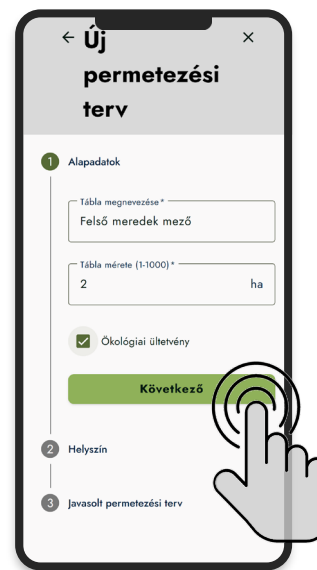 Új
permetezési
terv
1 Alapadatok
Tábla megnevezése*
Felső meredek mező
Tábla mérete (1-1000)*
2 ha
Ökológiai ültetvény
Következő
2 Helyszín
3 Javasolt permetezési terv